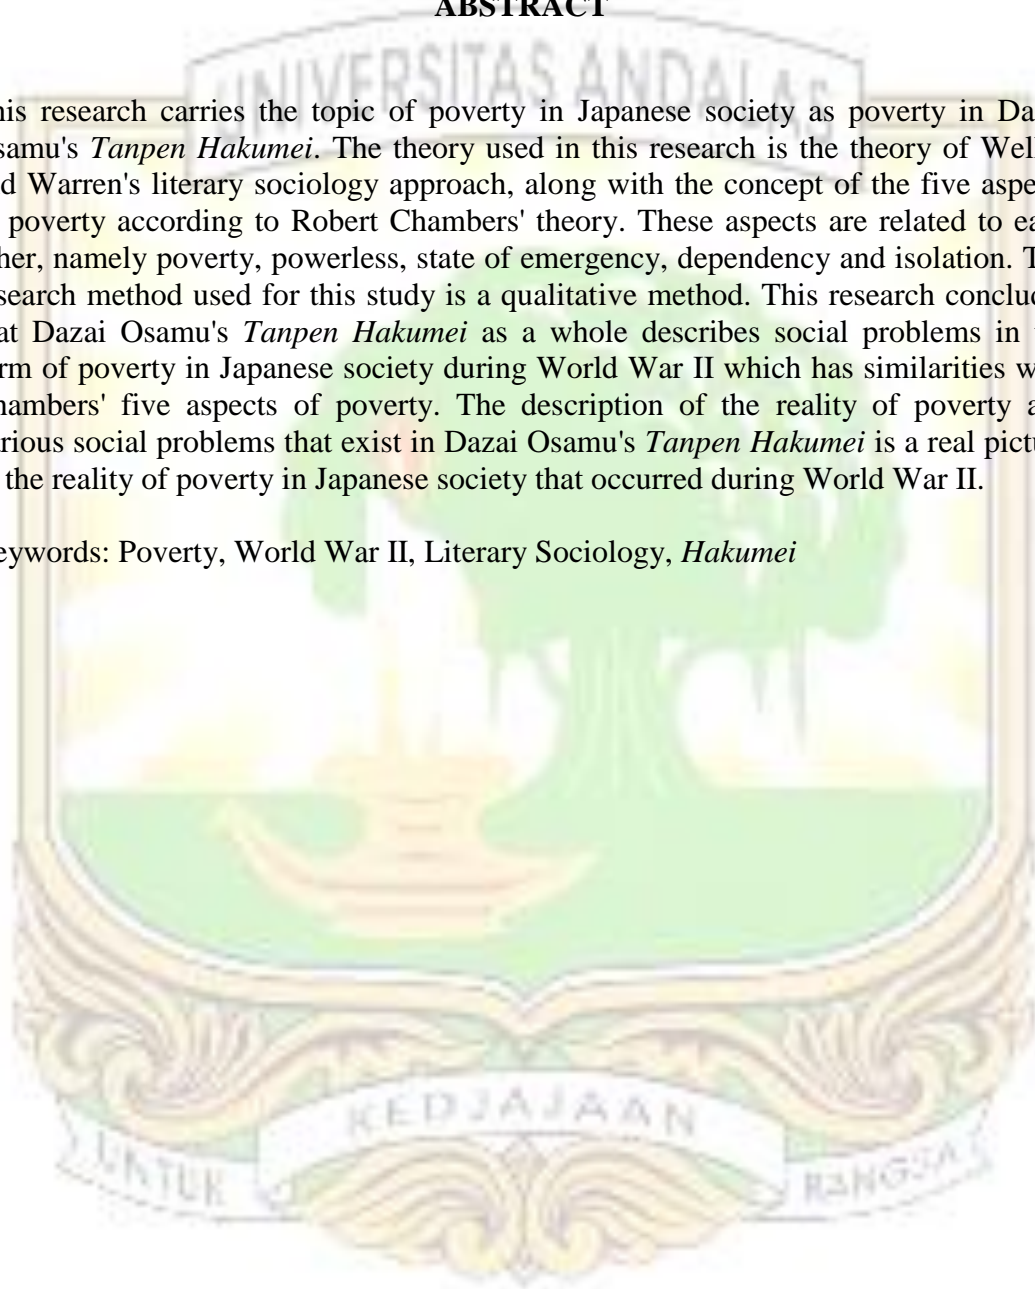 ABSTRACT
UNIVERSITAS ANDALAS
his research carries the topic of poverty in Japanese society as poverty in Da
samu's Tanpen Hakumei. The theory used in this research is the theory of Well
d Warren's literary sociology approach, along with the concept of the five aspe
poverty according to Robert Chambers' theory. These aspects are related to ea
her, namely poverty, powerless, state of emergency, dependency and isolation. T
search method used for this study is a qualitative method. This research conclud
at Dazai Osamu's Tanpen Hakumei as a whole describes social problems in
rm of poverty in Japanese society during World War II which has similarities w
hambers' five aspects of poverty. The description of the reality of poverty a
rious social problems that exist in Dazai Osamu's Tanpen Hakumei is a real pictu
the reality of poverty in Japanese society that occurred during World War II.
eywords: Poverty, World War II, Literary Sociology, Hakumei
UNTUK KEDJAJAAN BANGSA